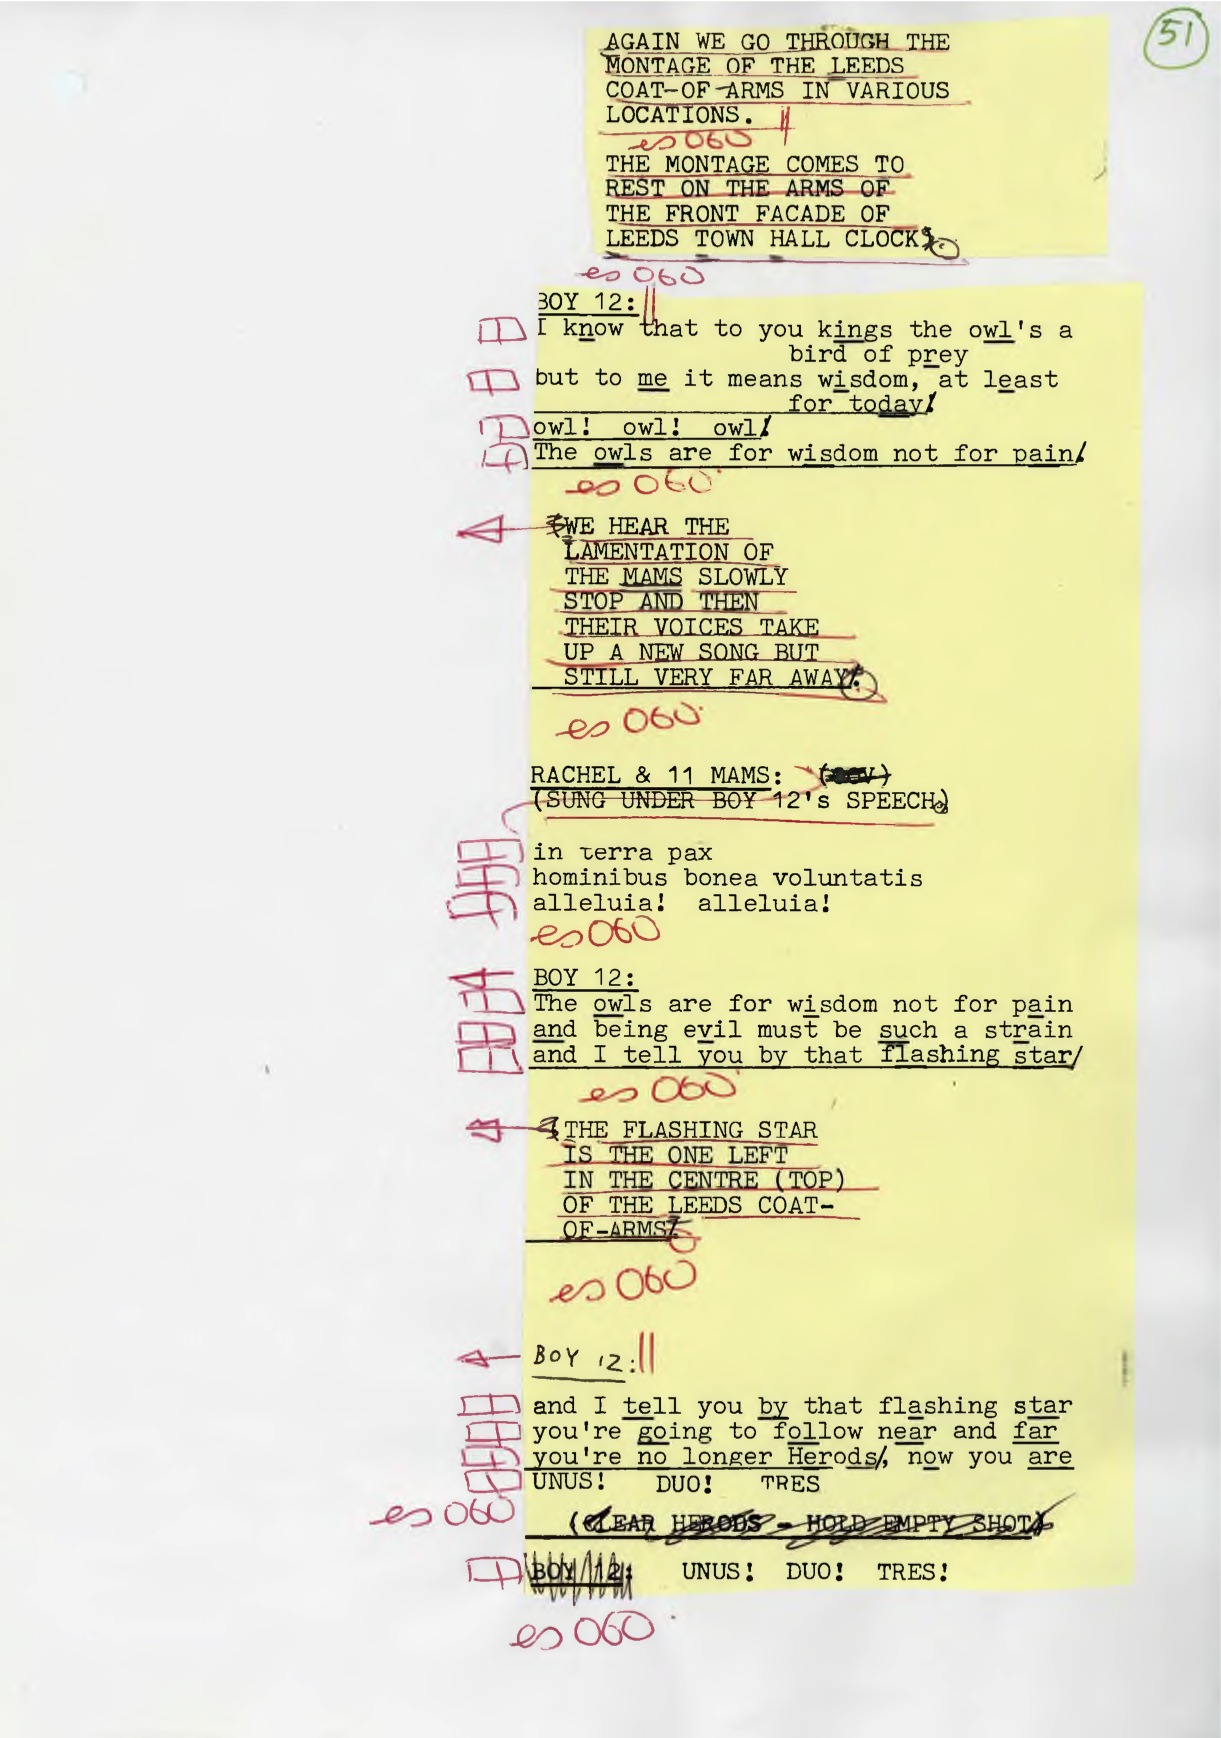 51
AGAIN WE GO THROUGH THE
MONTAGE OF THE LEEDS
COAT-OF-ARMS IN VARIOUS
LOCATIONS.
es 060
THE MONTAGE COMES TO
REST ON THE ARMS OF
THE FRONT FACADE OF
LEEDS TOWN HALL CLOCK.
es 060
BOY 12:
I know that to you kings the owl's a
bird of prey
but to me it means wisdom, at least
for today!
owl! owl! owl!
The owls are for wisdom not for pain!
es 060
WE HEAR THE
LAMENTATION OF
THE MAMS SLOWLY
STOP AND THEN
THEIR VOICES TAKE
UP A NEW SONG BUT
STILL VERY FAR AWAY.
es 060
RACHEL & 11 MAMS:
(SUNG UNDER BOY 12's SPEECH)
in terra pax
hominibus bonea voluntatis
alleluia! alleluia!
es 060
BOY 12:
The owls are for wisdom not for pain
and being evil must be such a strain
and I tell you by that flashing star/
es 060
THE FLASHING STAR
IS THE ONE LEFT
IN THE CENTRE (TOP)
OF THE LEEDS COAT-
OF-ARMS.
es 060
BOY 12:
and I tell you by that flashing star
you're going to follow near and far
you're no longer Herods/, now you are
UNUS! DUO! TRES
es 060
(CLEAR HERODS - HOLD EMPTY SHOT)
BOY 12: UNUS! DUO! TRES!
es 060